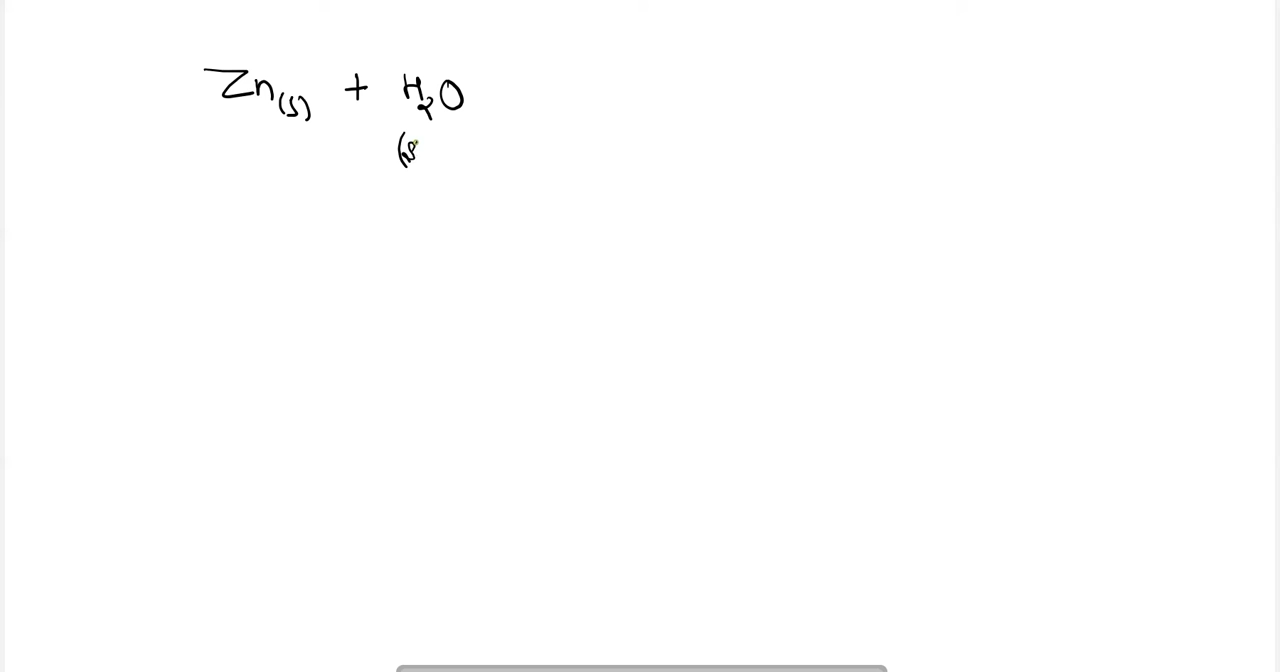 Zn(s) + H₂O